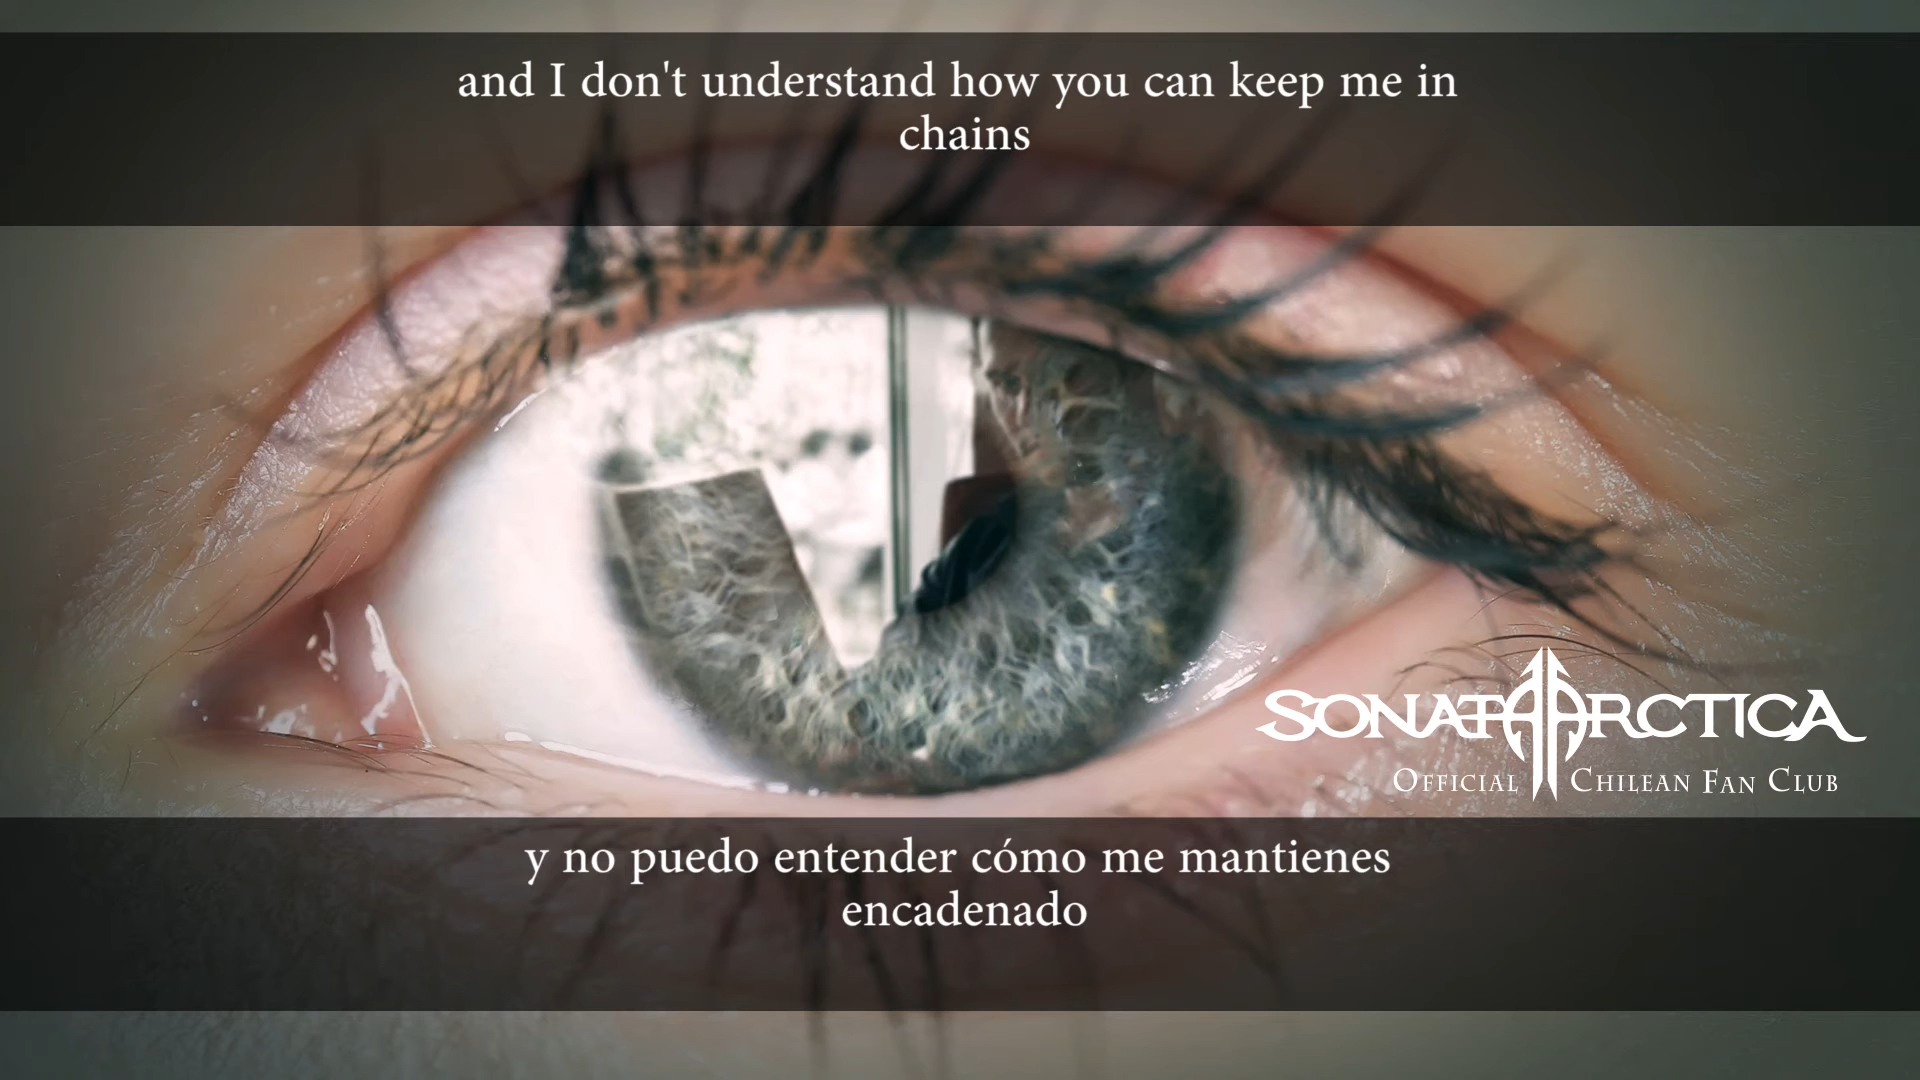 and I don't understand how you can keep me in
chains
SONATA ARCTICA
OFFICIAL CHILEAN FAN CLUB
y no puedo entender cómo me mantienes
encadenado